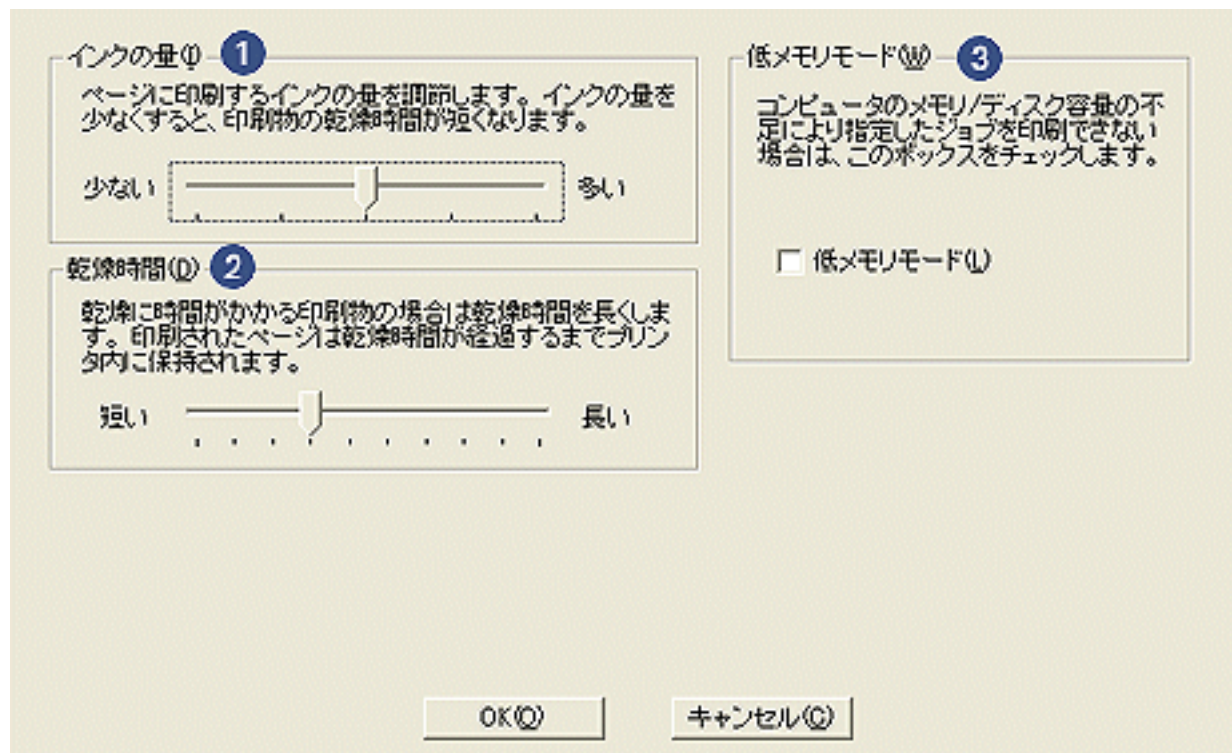 インクの量(I) 1
ページに印刷するインクの量を調節します。インクの量を
少なくすると、印刷物の乾燥時間が短くなります。
少ない 多い
乾燥時間(D) 2
乾燥に時間がかかる印刷物の場合は乾燥時間を長くしま
す。印刷されたページは乾燥時間が経過するまでプリン
タ内に保持されます。
短い 長い
低メモリモード(W) 3
コンピュータのメモリ/ディスク容量の不
足により指定したジョブを印刷できない
場合は、このボックスをチェックします。
低メモリモード(L)
OK(O) キャンセル(C)